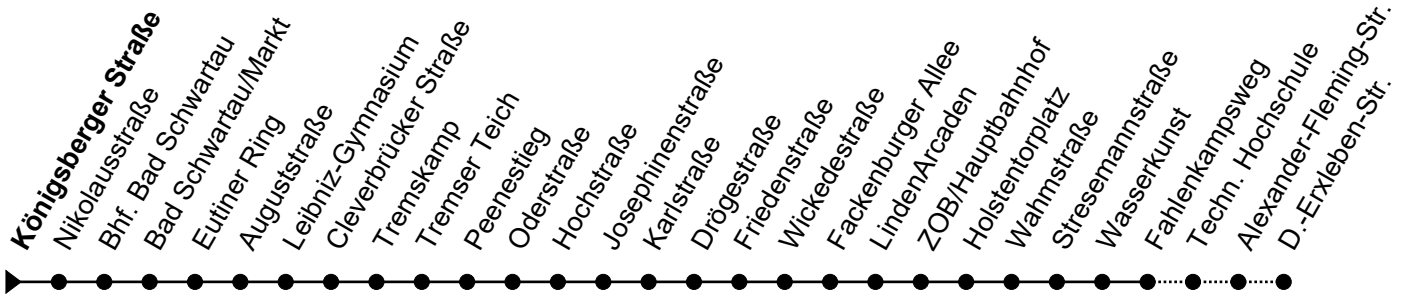 Königsberger Straße
Nikolausstraße
Bhf. Bad Schwartau
Bad Schwartau/Markt
Eutiner Ring
Auguststraße
Leibniz-Gymnasium
Cleverbrücker Straße
Tremskamp
Tremser Teich
Peenestieg
Oderstraße
Hochstraße
Josephinenstraße
Karlstraße
Drögestraße
Friedenstraße
Wickedestraße
Fackenburger Allee
LindenArcaden
ZOB/Hauptbahnhof
Holstentorplatz
Wahmstraße
Stresemannstraße
Wasserkunst
Fahlenkampsweg
Techn. Hochschule
Alexander-Fleming-Str.
D.-Erxleben-Str.